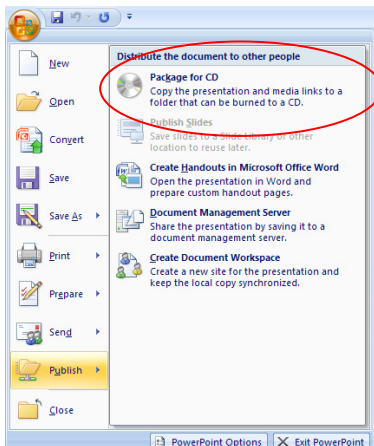 New
Open
Convert
Save
Save As
Print
Prepare
Send
Publish
Close
Distribute the document to other people
Package for CD
Copy the presentation and media links to a
folder that can be burned to a CD.
Publish Slides
Save slides to a Slide Library or other
location to reuse later.
Create Handouts in Microsoft Office Word
Open the presentation in Word and
prepare custom handout pages.
Document Management Server
Share the presentation by saving it to a
document management server.
Create Document Workspace
Create a new site for the presentation and
keep the local copy synchronized.
PowerPoint Options
Exit PowerPoint